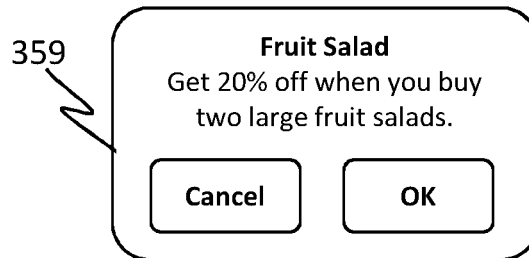 359
Fruit Salad
Get 20% off when you buy
two large fruit salads.
Cancel
OK